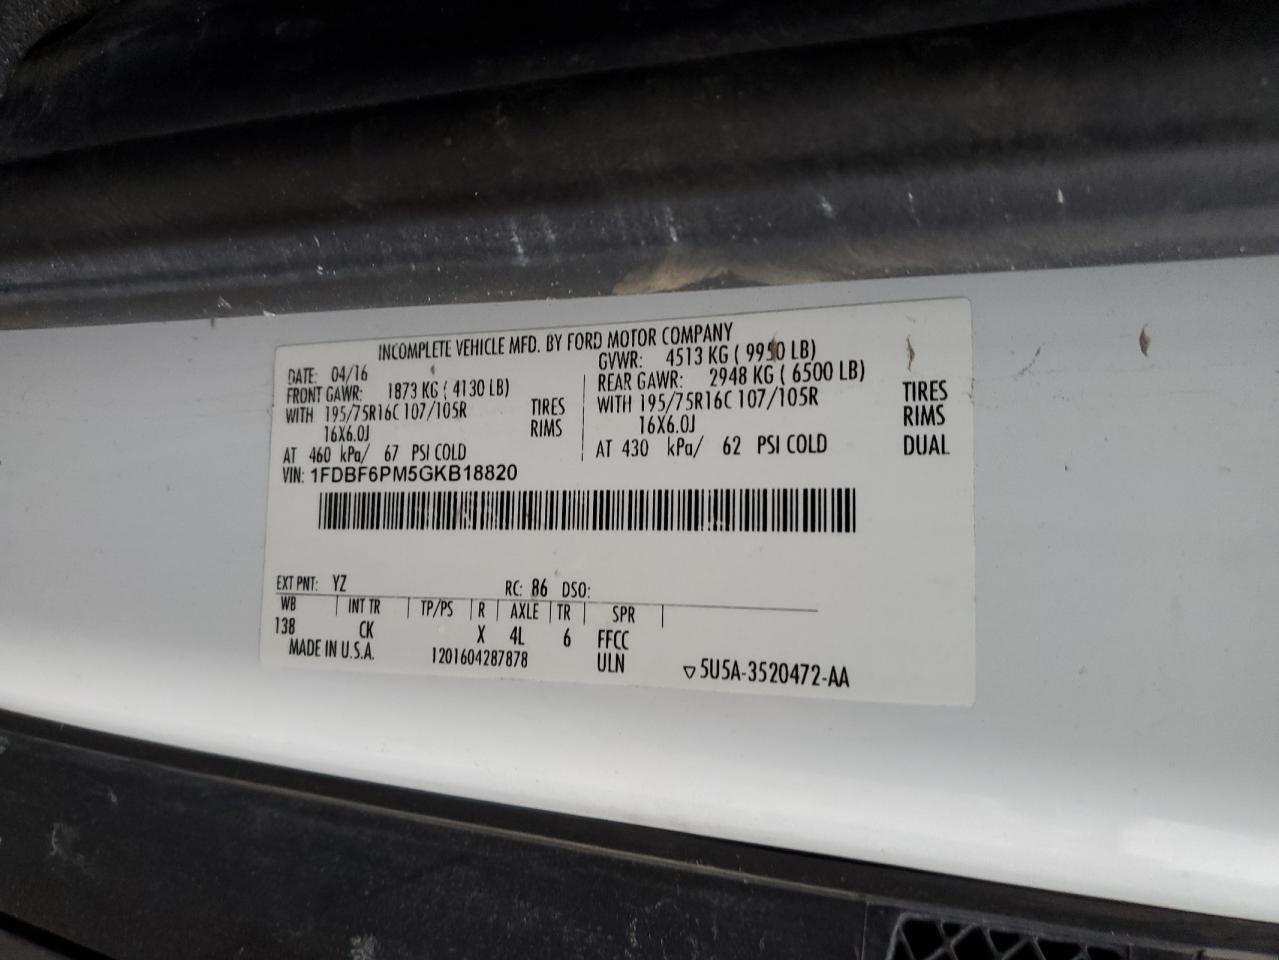 INCOMPLETE VEHICLE MFD. BY FORD MOTOR COMPANY
DATE: 04/16 GVWR: 4513 KG ( 9950 LB)
FRONT GAWR: 1873 KG ( 4130 LB) REAR GAWR: 2948 KG ( 6500 LB)
WITH 195/75R16C 107/105R TIRES WITH 195/75R16C 107/105R TIRES
16X6.0J RIMS 16X6.0J RIMS
AT 460 kPa/ 67 PSI COLD AT 430 kPa/ 62 PSI COLD DUAL
VIN: 1FDBF6PM5GKB18820
EXT PNT: YZ RC: 86 DSO:
WB INT TR TP/PS R AXLE TR SPR
138 CK X 4L 6 FFCC
MADE IN U.S.A. 1201604287878 ULN ▽5U5A-3520472-AA